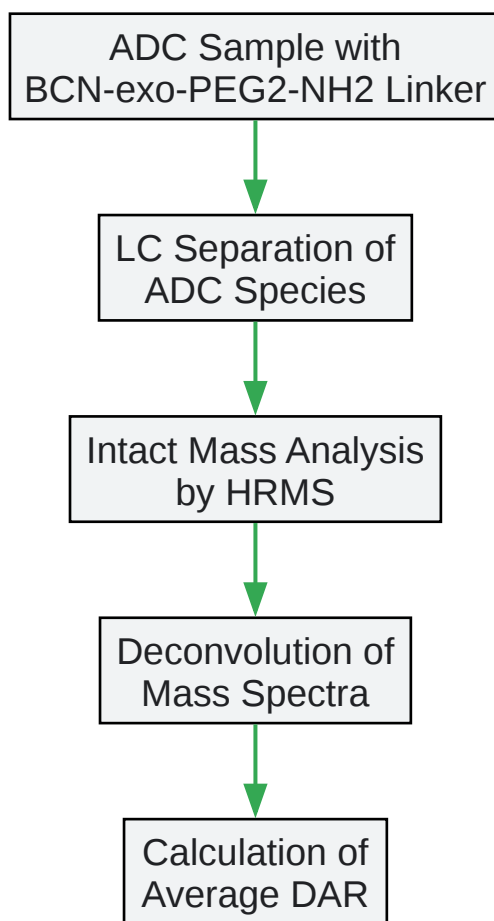 ADC Sample with
BCN-exo-PEG2-NH2 Linker
LC Separation of
ADC Species
Intact Mass Analysis
by HRMS
Deconvolution of
Mass Spectra
Calculation of
Average DAR